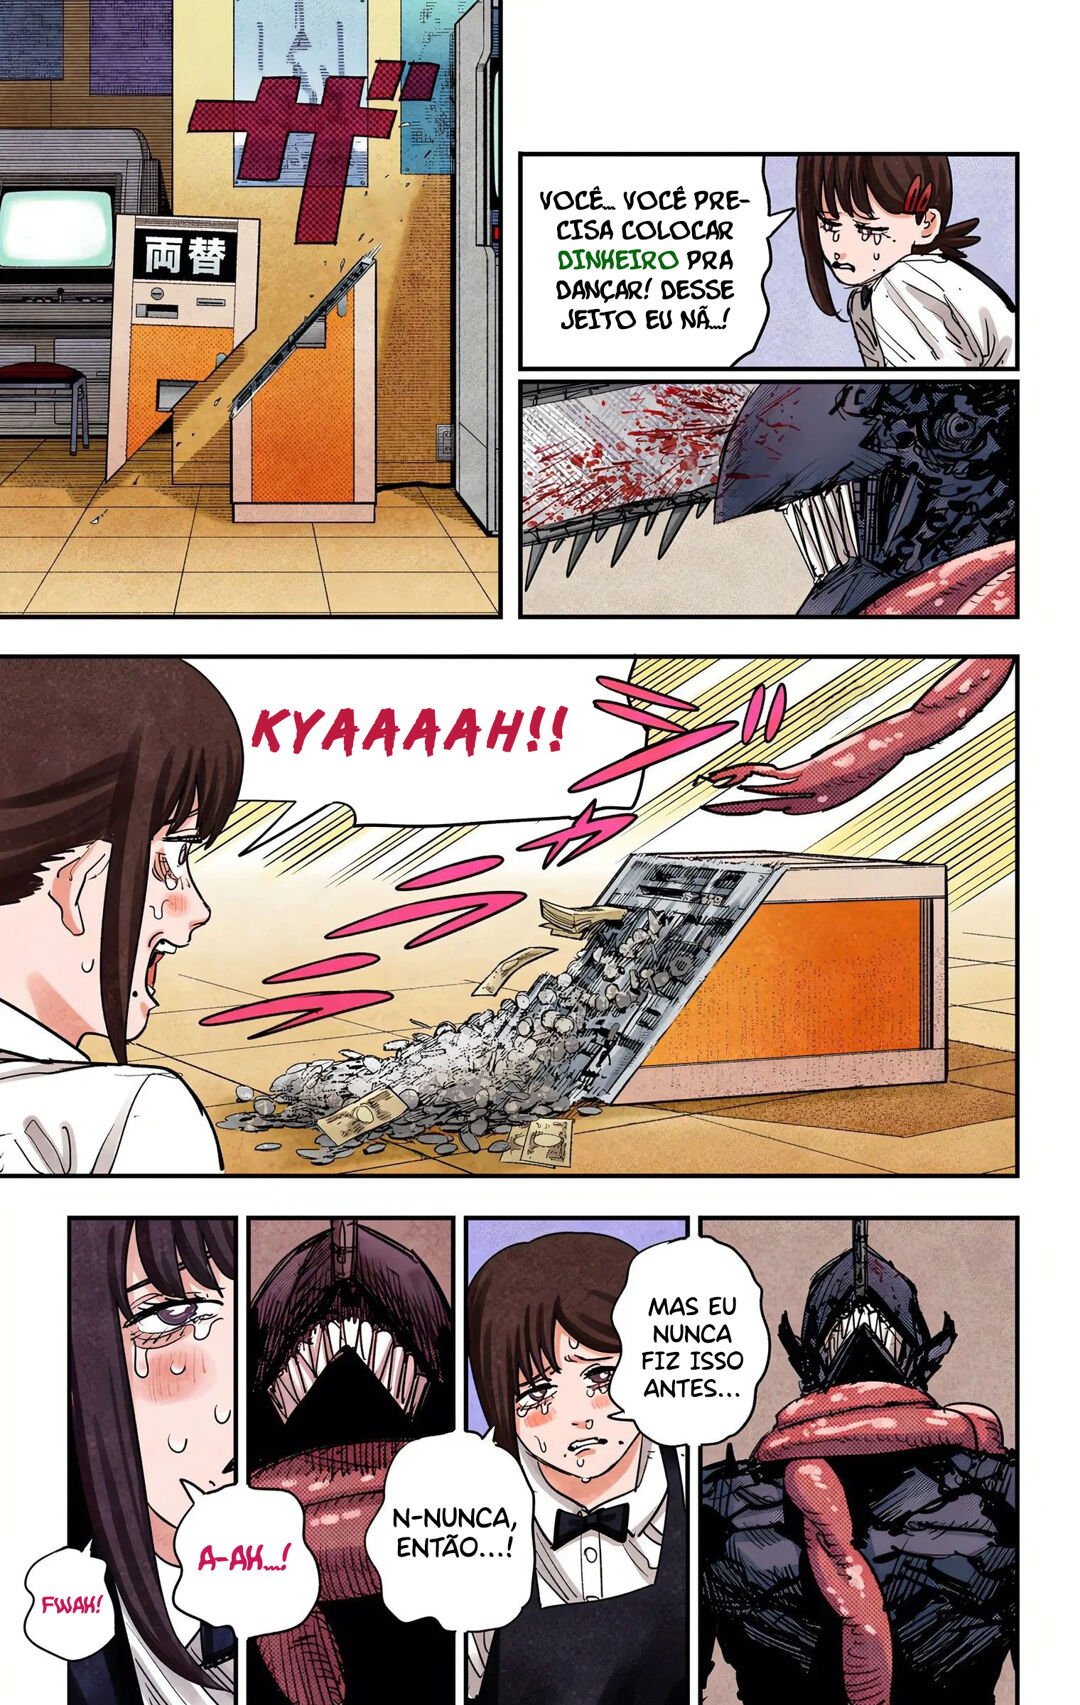 VOCÊ... VOCÊ PRE-
CISA COLOCAR
DINHEIRO PRA
DANÇAR! DESSE
JEITO EU NÃ...!
ザ
両替
KYAAAAH!!
MAS EU
NUNCA
FIZ ISSO
ANTES...
N-NUNCA,
ENTÃO...!
A-AH...!
FWAH!